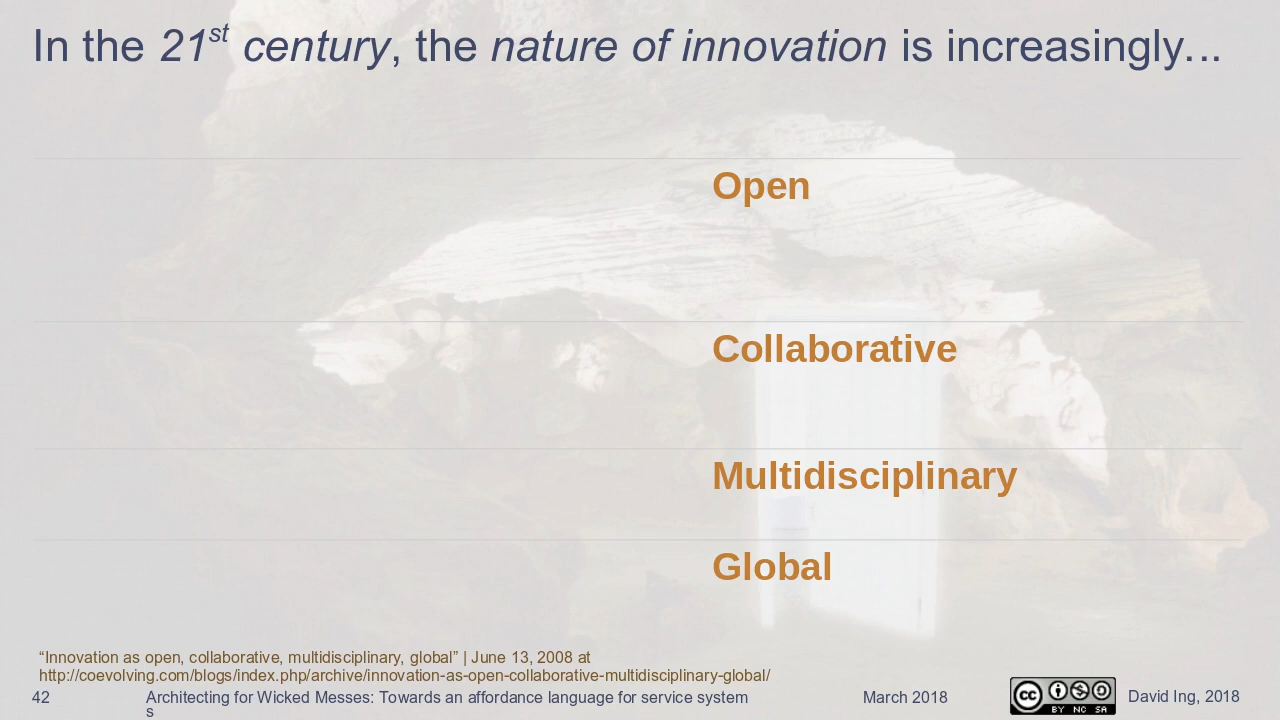 In the 21st century, the nature of innovation is increasingly...
Open
Collaborative
Multidisciplinary
Global
“Innovation as open, collaborative, multidisciplinary, global” | June 13, 2008 at
http://coevolving.com/blogs/index.php/archive/innovation-as-open-collaborative-multidisciplinary-global/
42 Architecting for Wicked Messes: Towards an affordance language for service system
s
March 2018
cc BY NC SA
David Ing, 2018